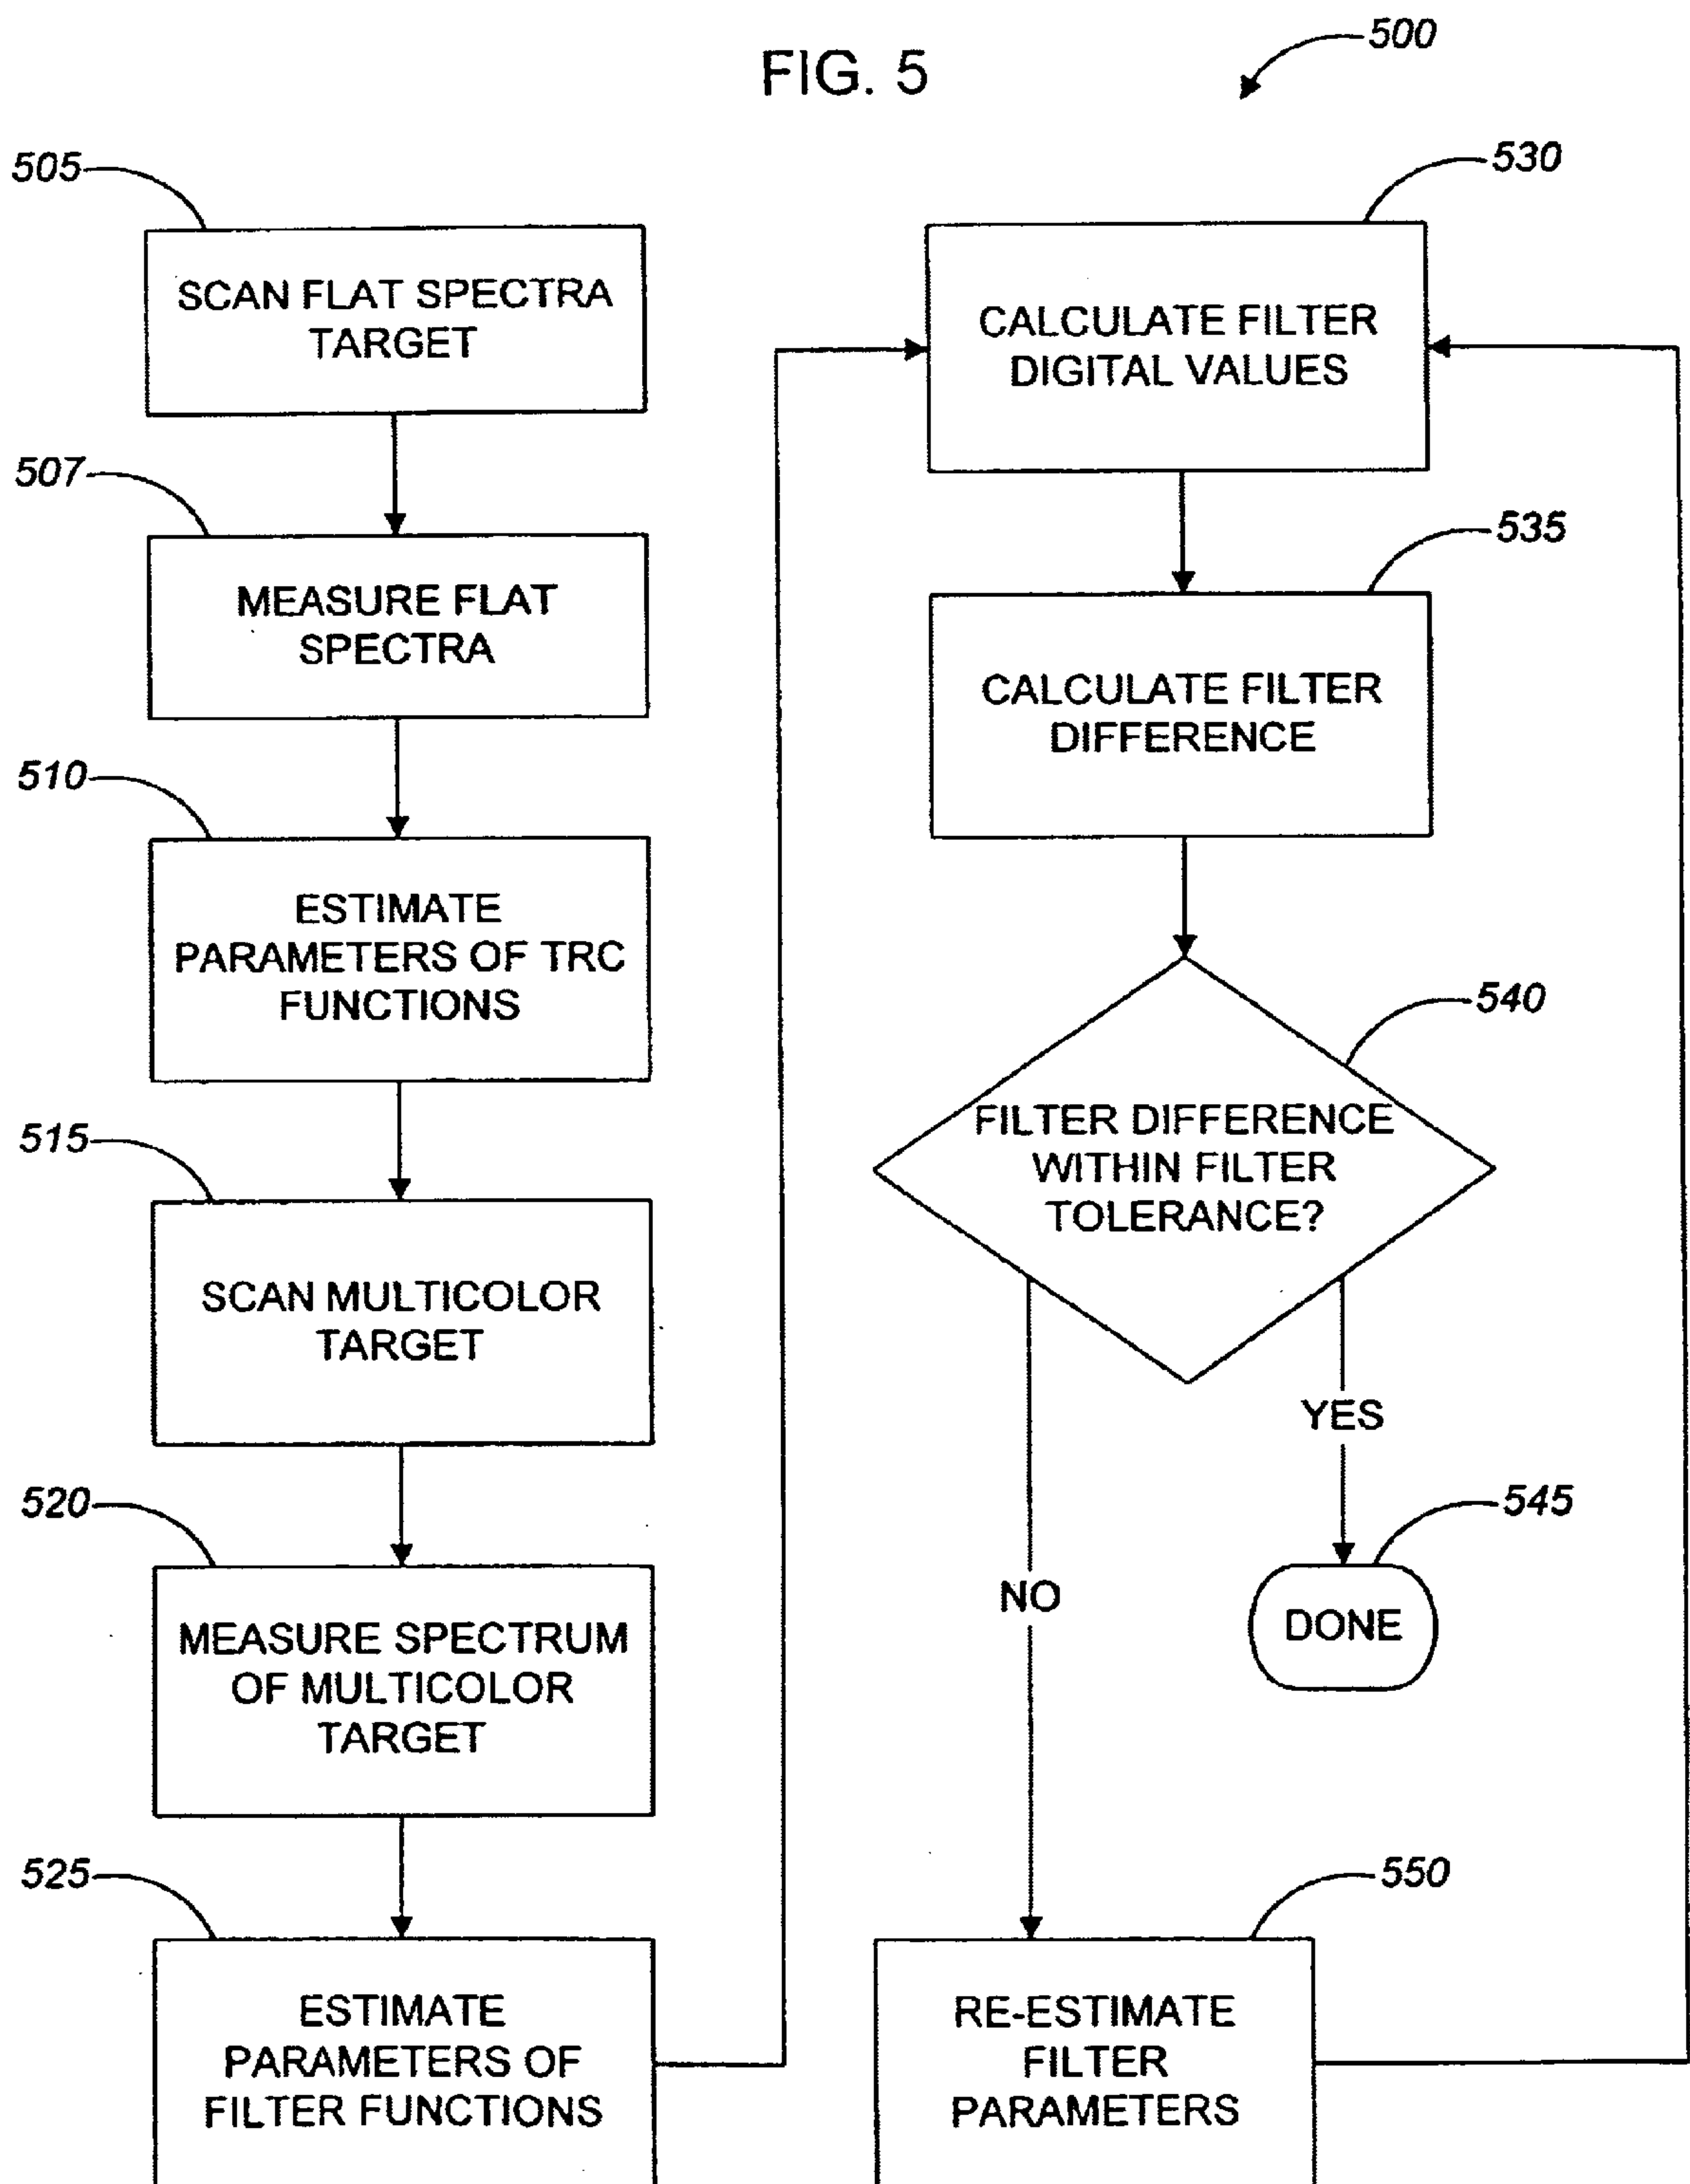 FIG. 5
500
505
SCAN FLAT SPECTRA
TARGET
507
MEASURE FLAT
SPECTRA
510
ESTIMATE
PARAMETERS OF TRC
FUNCTIONS
515
SCAN MULTICOLOR
TARGET
520
MEASURE SPECTRUM
OF MULTICOLOR
TARGET
525
ESTIMATE
PARAMETERS OF
FILTER FUNCTIONS
530
CALCULATE FILTER
DIGITAL VALUES
535
CALCULATE FILTER
DIFFERENCE
540
FILTER DIFFERENCE
WITHIN FILTER
TOLERANCE?
YES
545
DONE
NO
550
RE-ESTIMATE
FILTER
PARAMETERS